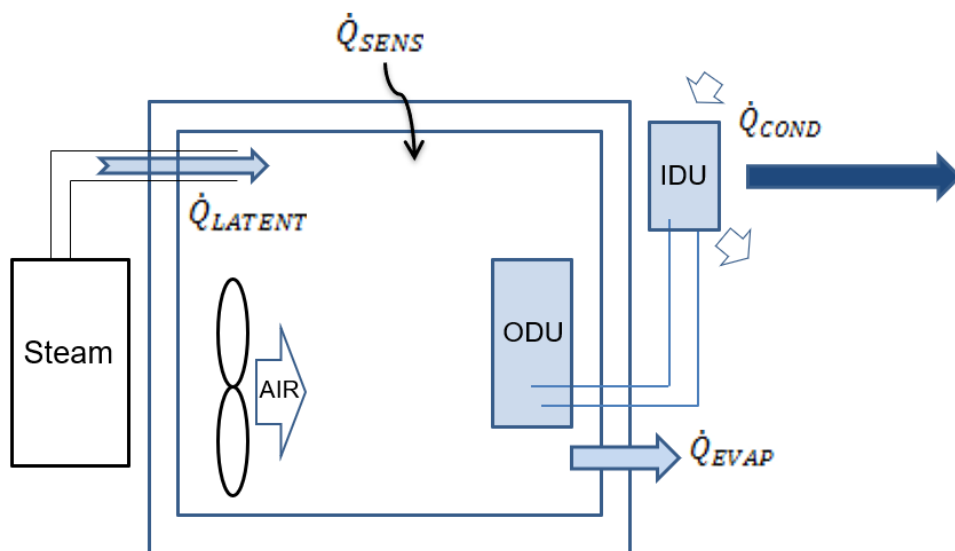 Q̇SENS
Q̇COND
IDU
Q̇LATENT
Steam
ODU
AIR
Q̇EVAP